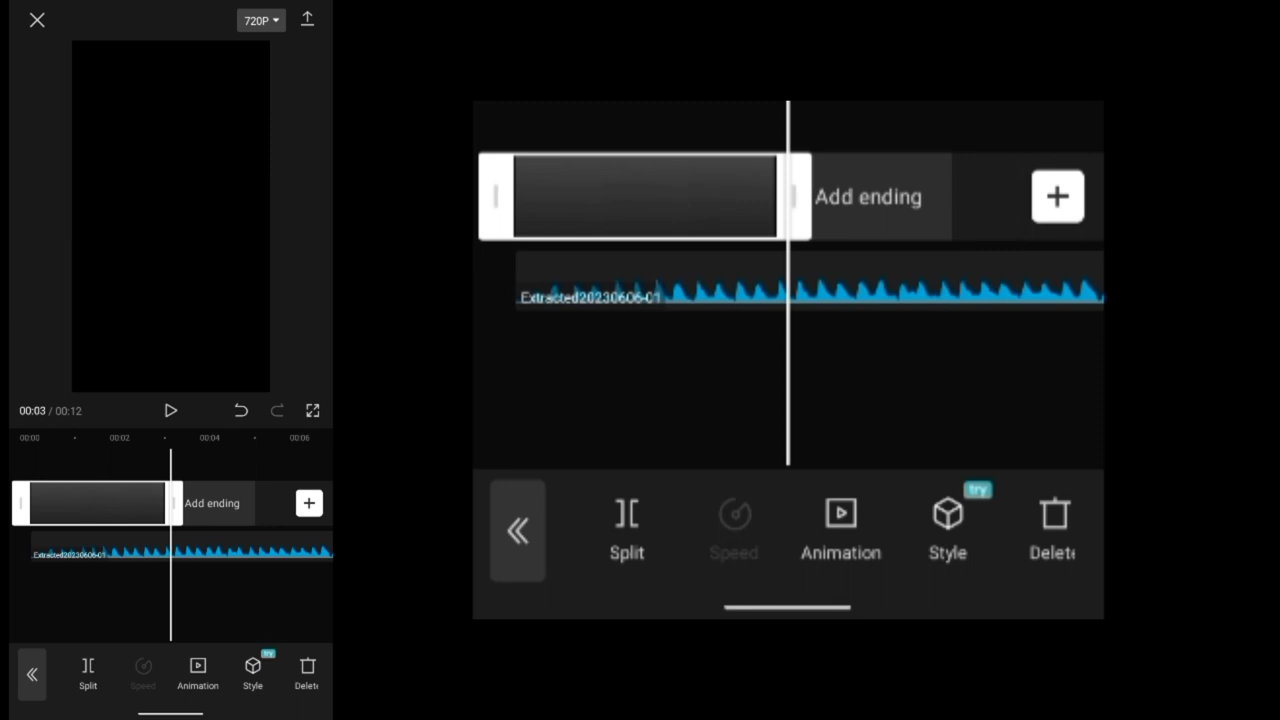 720P
00:03 / 00:12
00:00 00:02 00:04 00:06
Add ending
Extracted20230606-01
Split Speed Animation Style Delete
try
Add ending
Extracted20230606-01
try
Split Speed Animation Style Delete